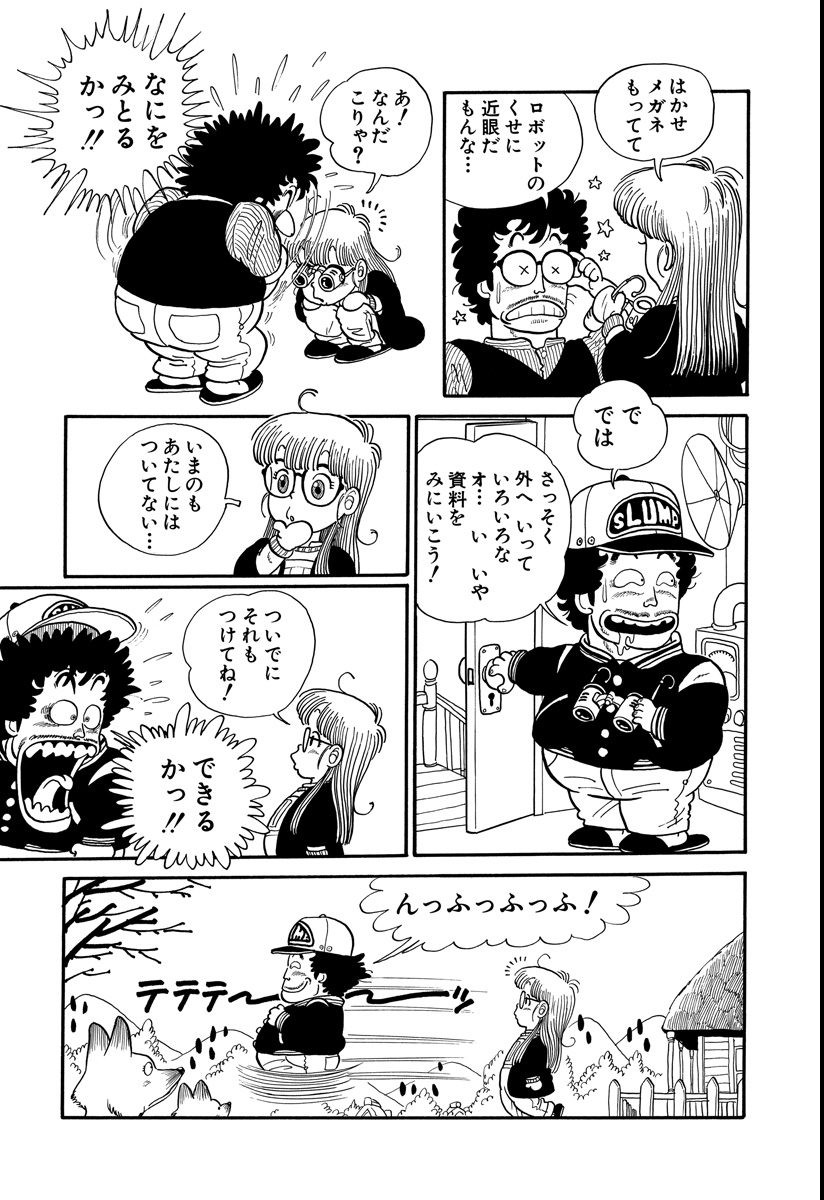 はかせ
メガネ
もってて
ロボットの
くせに
近眼だ
もんな…
あ!
なんだ
こりゃ?
なにを
みとる
かっ!!
で
では
さっそく
外へ いって
いろいろな
オ… い いや
資料を
みにいこう!
SLUMP
いまのも
あたしには
ついてない…
ついでに
それも
つけてね!
できる
かっ!!
んっふっふっふっふ!
テテテ〜〜ッ